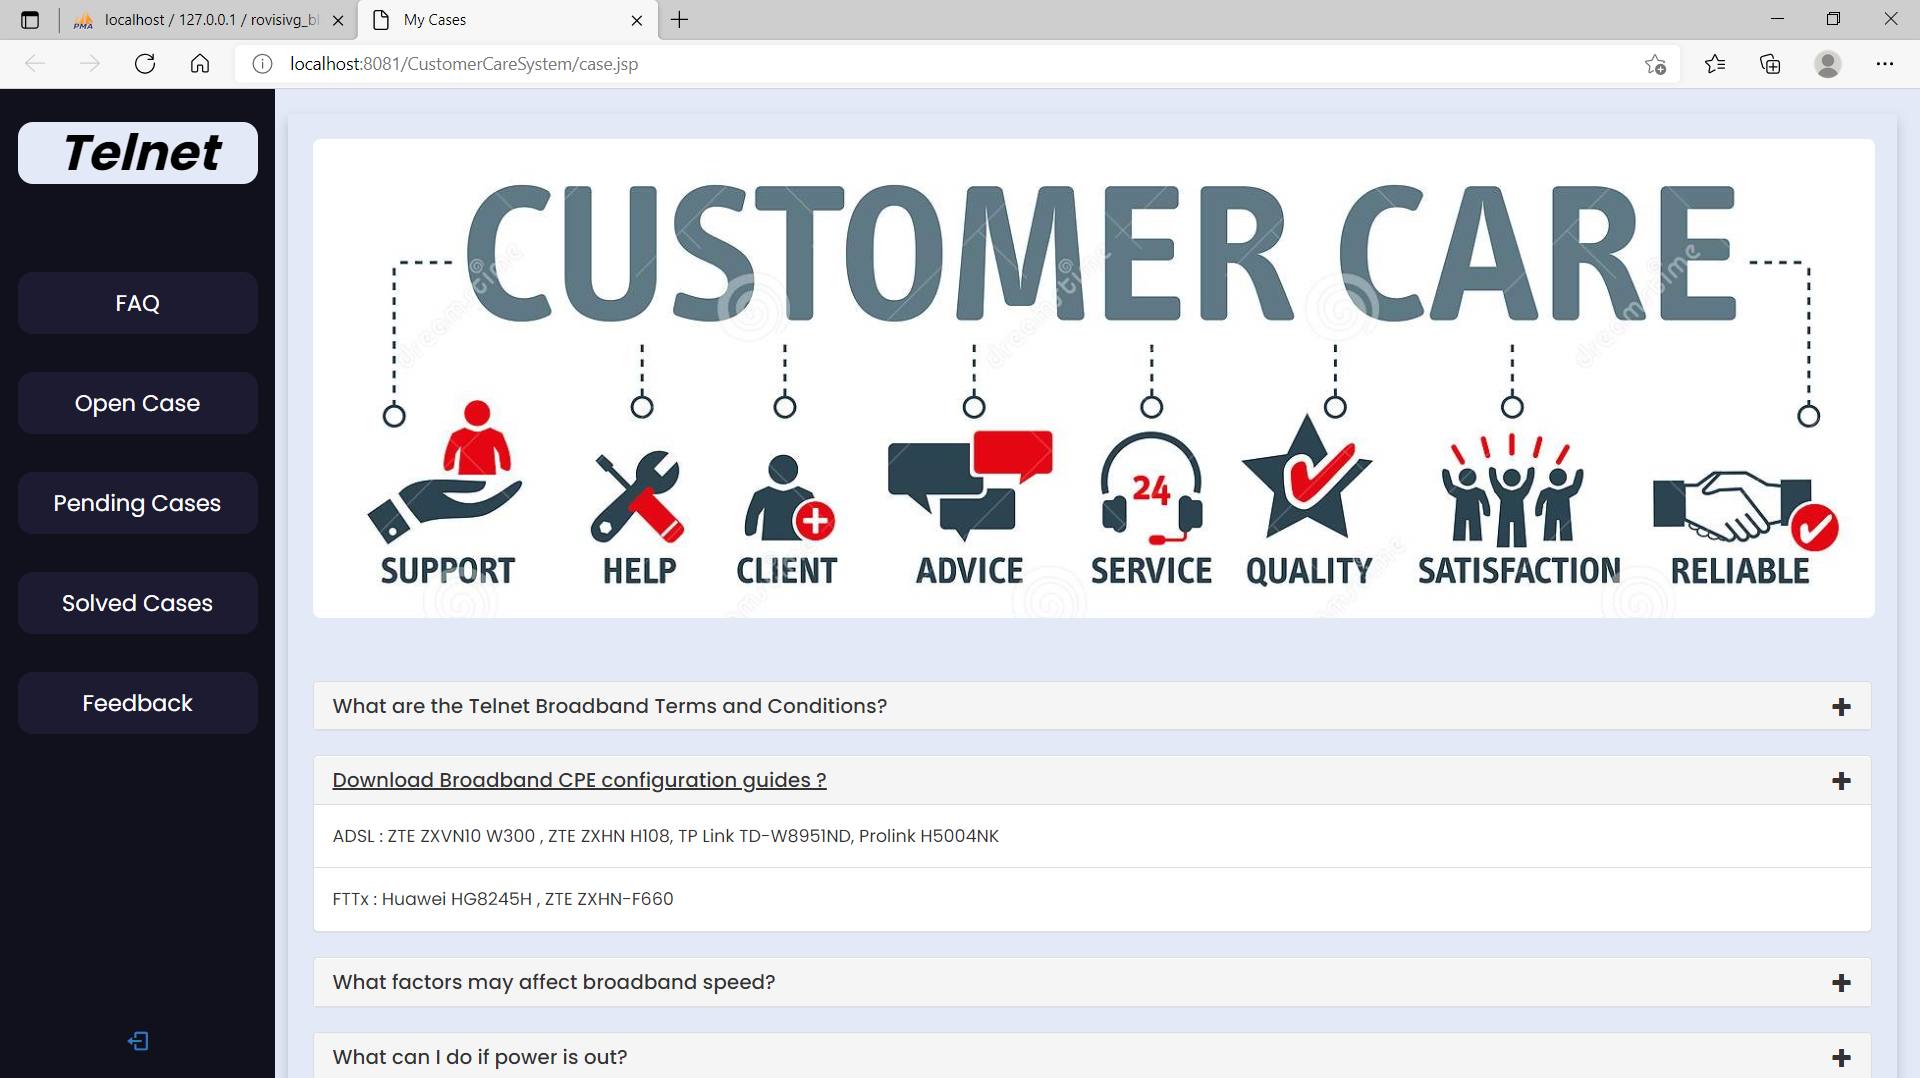 localhost / 127.0.0.1 / rovisivg_bl
My Cases
localhost:8081/CustomerCareSystem/case.jsp
Telnet
FAQ
Open Case
Pending Cases
Solved Cases
Feedback
CUSTOMER CARE
SUPPORT HELP CLIENT ADVICE SERVICE QUALITY SATISFACTION RELIABLE
24
dreamstime
What are the Telnet Broadband Terms and Conditions?
Download Broadband CPE configuration guides ?
ADSL : ZTE ZXVN10 W300 , ZTE ZXHN H108, TP Link TD-W8951ND, Prolink H5004NK
FTTx : Huawei HG8245H , ZTE ZXHN-F660
What factors may affect broadband speed?
What can I do if power is out?